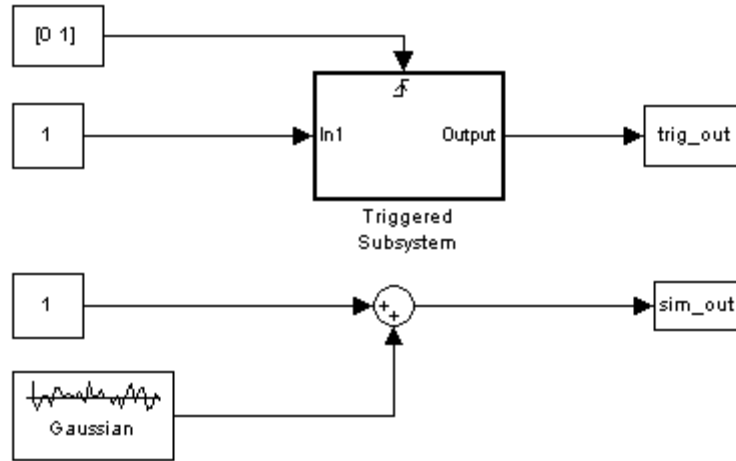 [0 1]
1
In1
Output
trig_out
Triggered
Subsystem
1
+
+
sim_out
Gaussian